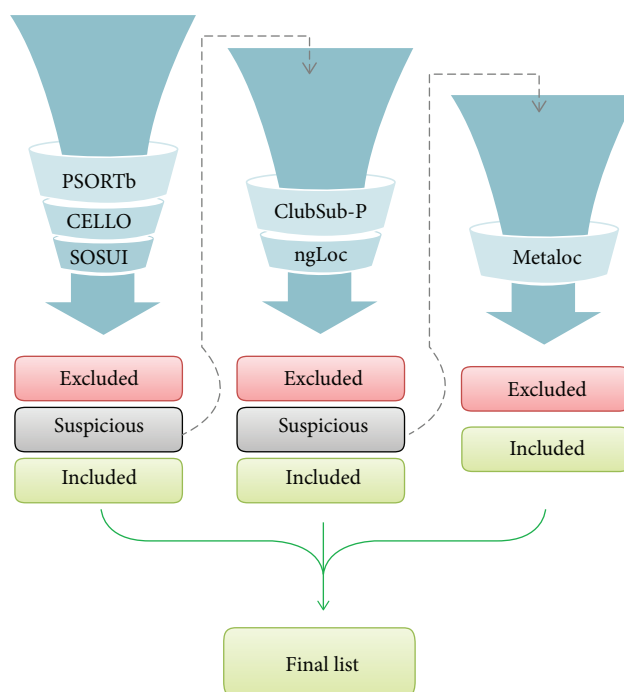 PSORTb
CELLO
SOSUI
Excluded
Suspicious
Included
ClubSub-P
ngLoc
Excluded
Suspicious
Included
Metaloc
Excluded
Included
Final list